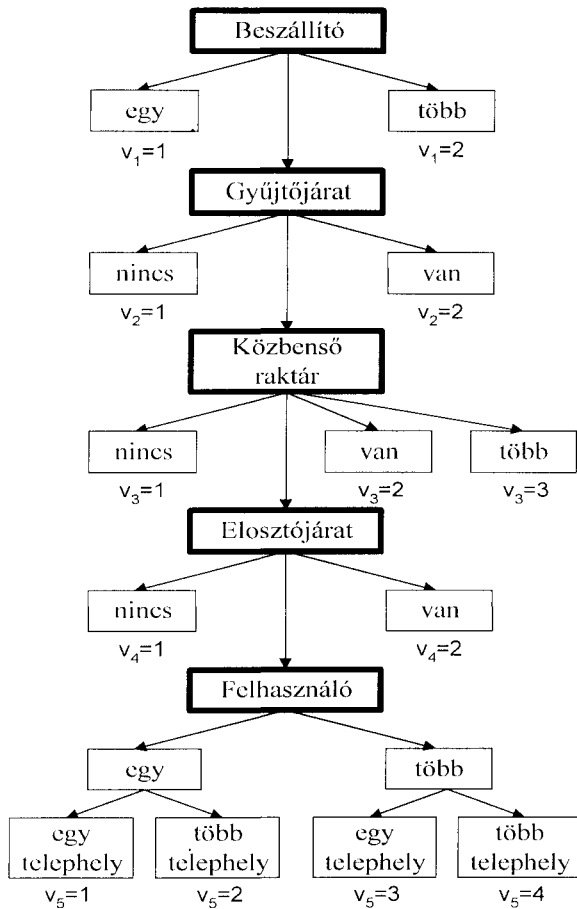 Beszállító
egy
több
v₁=1
v₁=2
Gyűjtőjárat
nincs
van
v₂=1
v₂=2
Közbenső
raktár
nincs
van
több
v₃=1
v₃=2
v₃=3
Elosztójárat
nincs
van
v₄=1
v₄=2
Felhasználó
egy
több
egy
telephely
több
telephely
egy
telephely
több
telephely
v₅=1
v₅=2
v₅=3
v₅=4